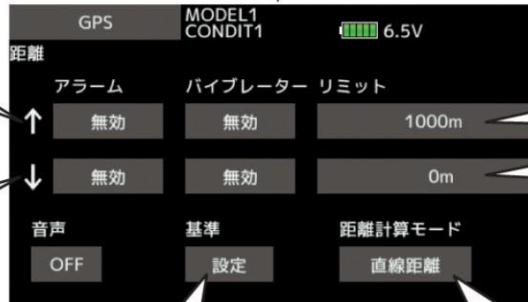 GPS MODEL1
CONDIT1 6.5V
距離
アラーム バイブレーター リミット
↑ 無効 無効 1000m
↓ 無効 無効 0m
音声 基準 距離計算モード
OFF 設定 直線距離